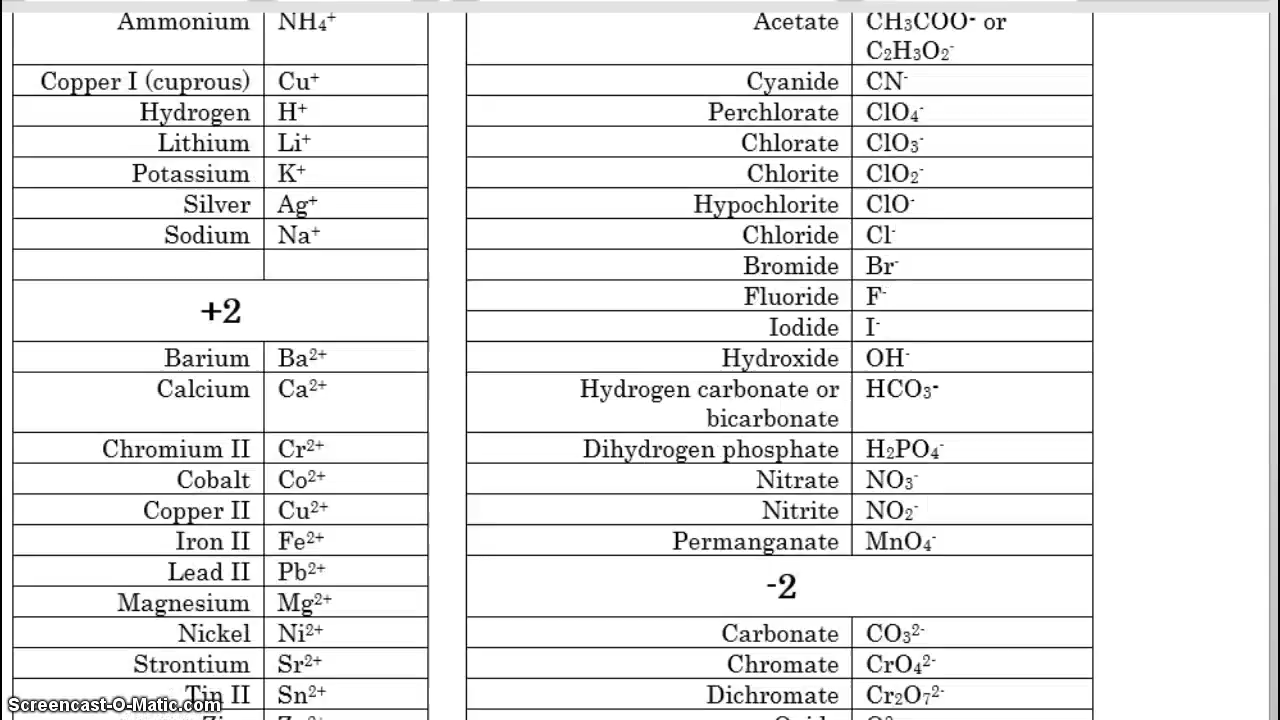 Ammonium NH₄⁺
Copper I (cuprous) Cu⁺
Hydrogen H⁺
Lithium Li⁺
Potassium K⁺
Silver Ag⁺
Sodium Na⁺
+2
Barium Ba²⁺
Calcium Ca²⁺
Chromium II Cr²⁺
Cobalt Co²⁺
Copper II Cu²⁺
Iron II Fe²⁺
Lead II Pb²⁺
Magnesium Mg²⁺
Nickel Ni²⁺
Strontium Sr²⁺
Tin II Sn²⁺
Acetate CH₃COO⁻ or
C₂H₃O₂⁻
Cyanide CN⁻
Perchlorate ClO₄⁻
Chlorate ClO₃⁻
Chlorite ClO₂⁻
Hypochlorite ClO⁻
Chloride Cl⁻
Bromide Br⁻
Fluoride F⁻
Iodide I⁻
Hydroxide OH⁻
Hydrogen carbonate or HCO₃⁻
bicarbonate
Dihydrogen phosphate H₂PO₄⁻
Nitrate NO₃⁻
Nitrite NO₂⁻
Permanganate MnO₄⁻
-2
Carbonate CO₃²⁻
Chromate CrO₄²⁻
Dichromate Cr₂O₇²⁻
Screencast-O-Matic.com